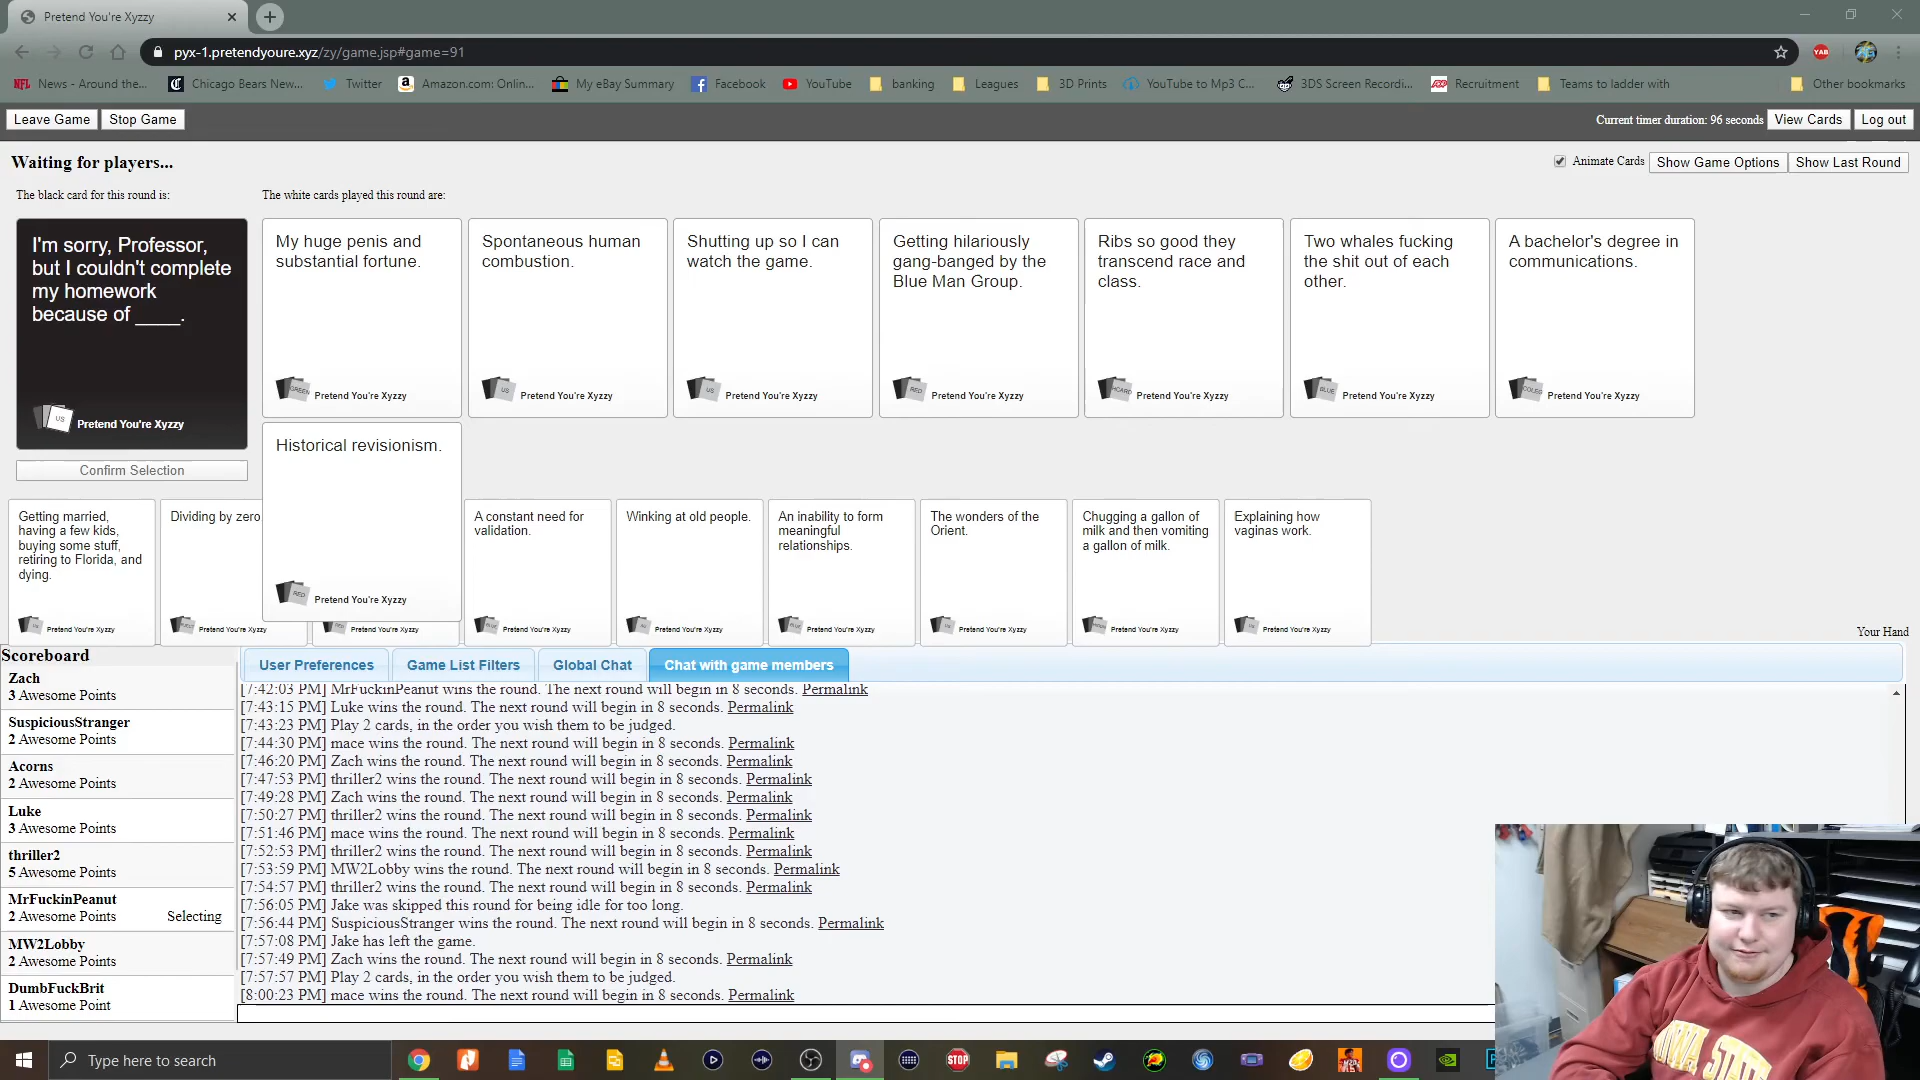 Pretend You're Xyzzy
pyx-1.pretendyoure.xyz/zy/game.jsp#game=91
YAB
NFL News - Around the...
Chicago Bears New...
Twitter
Amazon.com: Onlin...
My eBay Summary
Facebook
YouTube
banking
Leagues
3D Prints
YouTube to Mp3 C...
3DS Screen Recordi...
Recruitment
Teams to ladder with
Other bookmarks
Leave Game
Stop Game
Current timer duration: 96 seconds
View Cards
Log out
Waiting for players...
Animate Cards
Show Game Options
Show Last Round
The black card for this round is:
The white cards played this round are:
I'm sorry, Professor,
but I couldn't complete
my homework
because of ____.
US
Pretend You're Xyzzy
Confirm Selection
My huge penis and
substantial fortune.
GREEN
Pretend You're Xyzzy
Spontaneous human
combustion.
US
Pretend You're Xyzzy
Shutting up so I can
watch the game.
US
Pretend You're Xyzzy
Getting hilariously
gang-banged by the
Blue Man Group.
RED
Pretend You're Xyzzy
Ribs so good they
transcend race and
class.
Pretend You're Xyzzy
Two whales fucking
the shit out of each
other.
BLUE
Pretend You're Xyzzy
A bachelor's degree in
communications.
Pretend You're Xyzzy
Historical revisionism.
RED
Pretend You're Xyzzy
Getting married,
having a few kids,
buying some stuff,
retiring to Florida, and
dying.
Pretend You're Xyzzy
Dividing by zero
Pretend You're Xyzzy
Pretend You're Xyzzy
A constant need for
validation.
Pretend You're Xyzzy
Winking at old people.
Pretend You're Xyzzy
An inability to form
meaningful
relationships.
Pretend You're Xyzzy
The wonders of the
Orient.
Pretend You're Xyzzy
Chugging a gallon of
milk and then vomiting
a gallon of milk.
Pretend You're Xyzzy
Explaining how
vaginas work.
Pretend You're Xyzzy
Your Hand
Scoreboard
Zach
3 Awesome Points
SuspiciousStranger
2 Awesome Points
Acorns
2 Awesome Points
Luke
3 Awesome Points
thriller2
5 Awesome Points
MrFuckinPeanut
2 Awesome Points
Selecting
MW2Lobby
2 Awesome Points
DumbFuckBrit
1 Awesome Point
User Preferences
Game List Filters
Global Chat
Chat with game members
[7:42:03 PM] MrFuckinPeanut wins the round. The next round will begin in 8 seconds. Permalink
[7:43:15 PM] Luke wins the round. The next round will begin in 8 seconds. Permalink
[7:43:23 PM] Play 2 cards, in the order you wish them to be judged.
[7:44:30 PM] mace wins the round. The next round will begin in 8 seconds. Permalink
[7:46:20 PM] Zach wins the round. The next round will begin in 8 seconds. Permalink
[7:47:53 PM] thriller2 wins the round. The next round will begin in 8 seconds. Permalink
[7:49:28 PM] Zach wins the round. The next round will begin in 8 seconds. Permalink
[7:50:27 PM] thriller2 wins the round. The next round will begin in 8 seconds. Permalink
[7:51:46 PM] mace wins the round. The next round will begin in 8 seconds. Permalink
[7:52:53 PM] thriller2 wins the round. The next round will begin in 8 seconds. Permalink
[7:53:59 PM] MW2Lobby wins the round. The next round will begin in 8 seconds. Permalink
[7:54:57 PM] thriller2 wins the round. The next round will begin in 8 seconds. Permalink
[7:56:05 PM] Jake was skipped this round for being idle for too long.
[7:56:44 PM] SuspiciousStranger wins the round. The next round will begin in 8 seconds. Permalink
[7:57:08 PM] Jake has left the game.
[7:57:49 PM] Zach wins the round. The next round will begin in 8 seconds. Permalink
[7:57:57 PM] Play 2 cards, in the order you wish them to be judged.
[8:00:23 PM] mace wins the round. The next round will begin in 8 seconds. Permalink
Type here to search
STOP